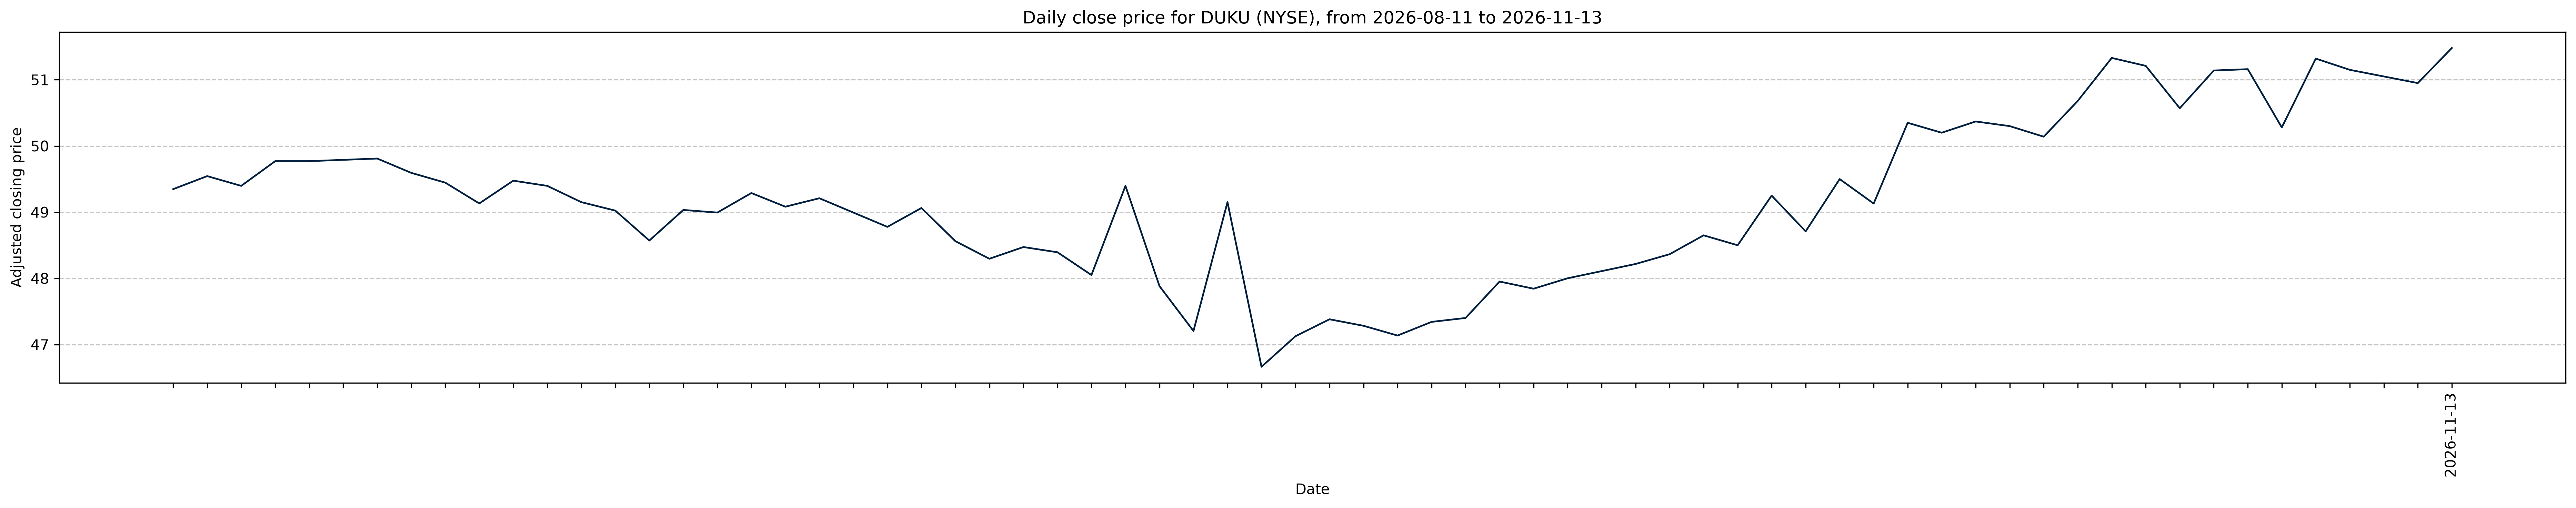 Daily close price for DUKU (NYSE), from 2026-08-11 to 2026-11-13
Adjusted closing price
51
50
49
48
47
2026-11-13
Date